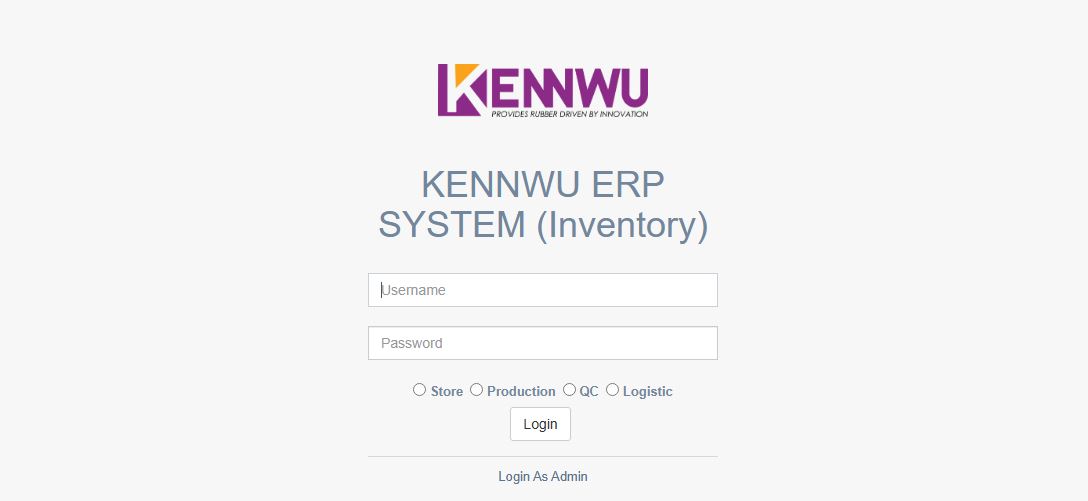 KENNWU
PROVIDES RUBBER DRIVEN BY INNOVATION
KENNWU ERP
SYSTEM (Inventory)
Username
Password
Store Production QC Logistic
Login
Login As Admin